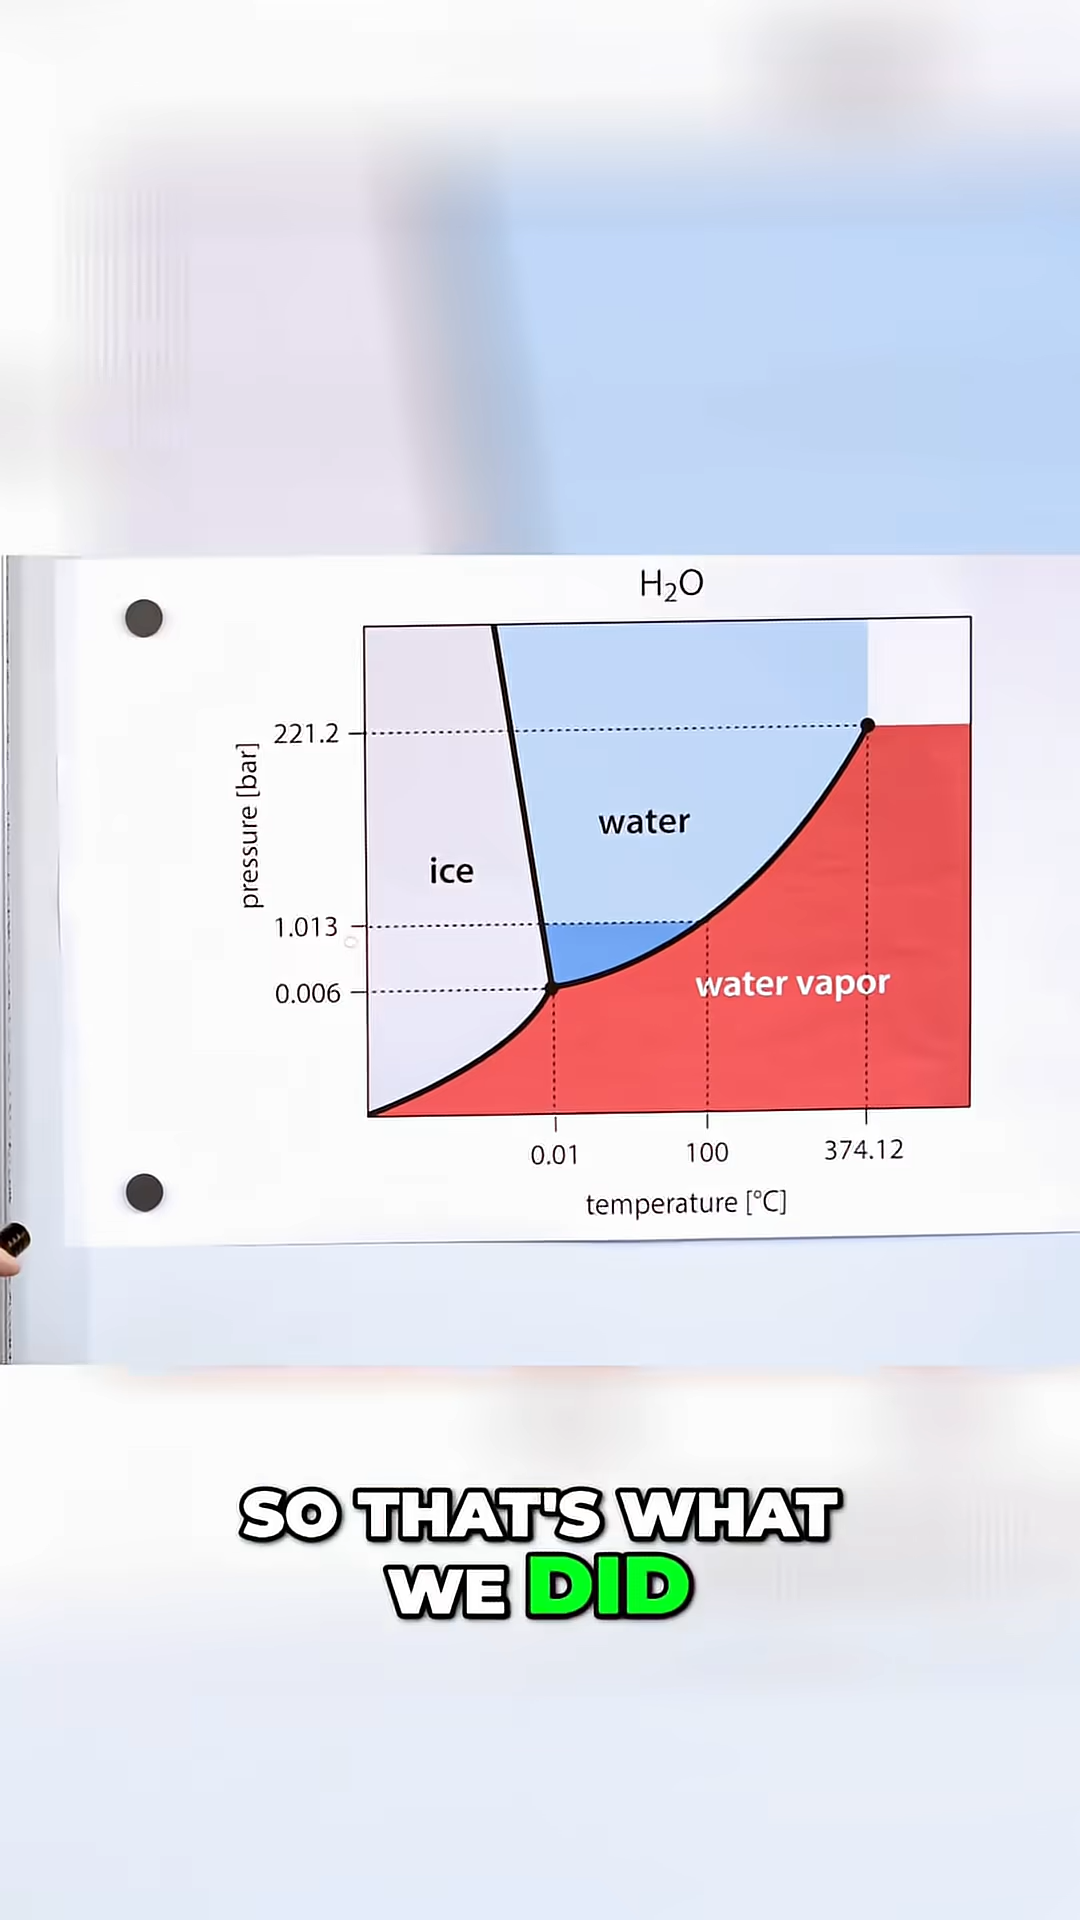 H₂O
221.2
pressure [bar]
water
ice
1.013
0.006
water vapor
0.01
100
374.12
temperature [°C]
SO THAT'S WHAT
WE DID